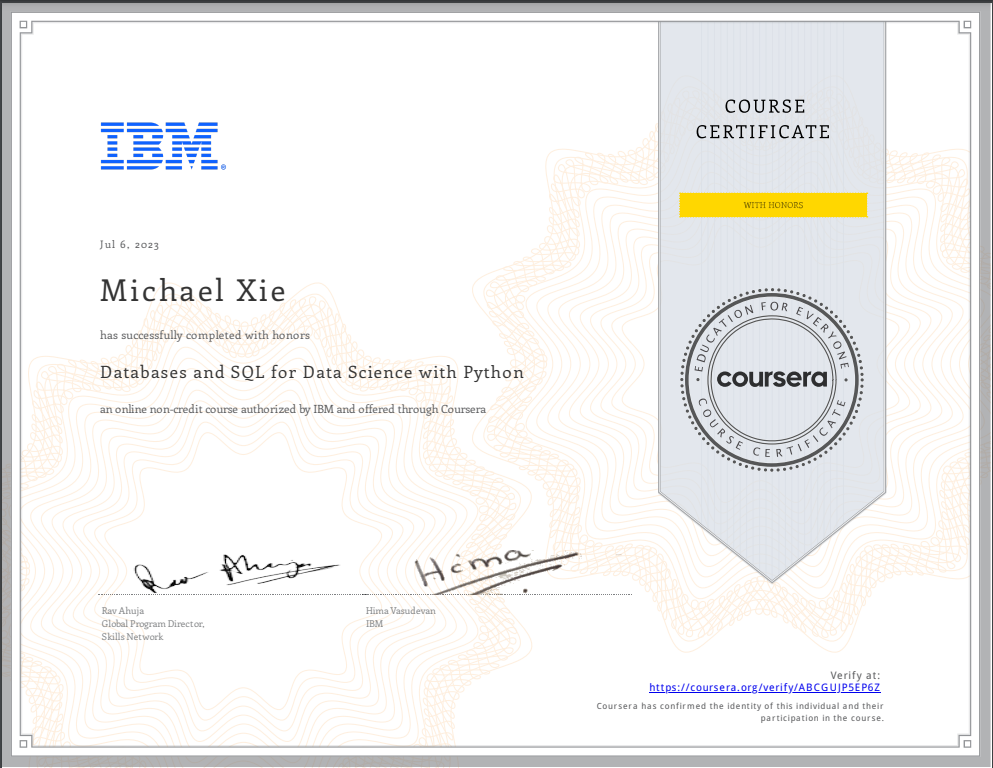 COURSE
CERTIFICATE
IBM®
WITH HONORS
Jul 6, 2023
Michael Xie
has successfully completed with honors
Databases and SQL for Data Science with Python
an online non-credit course authorized by IBM and offered through Coursera
EDUCATION FOR EVERYONE
coursera
COURSE CERTIFICATE
Rav Ahuja
Hima
Rav Ahuja
Global Program Director,
Skills Network
Hima Vasudevan
IBM
Verify at:
https://coursera.org/verify/ABCGUJP5EP6Z
Coursera has confirmed the identity of this individual and their
participation in the course.